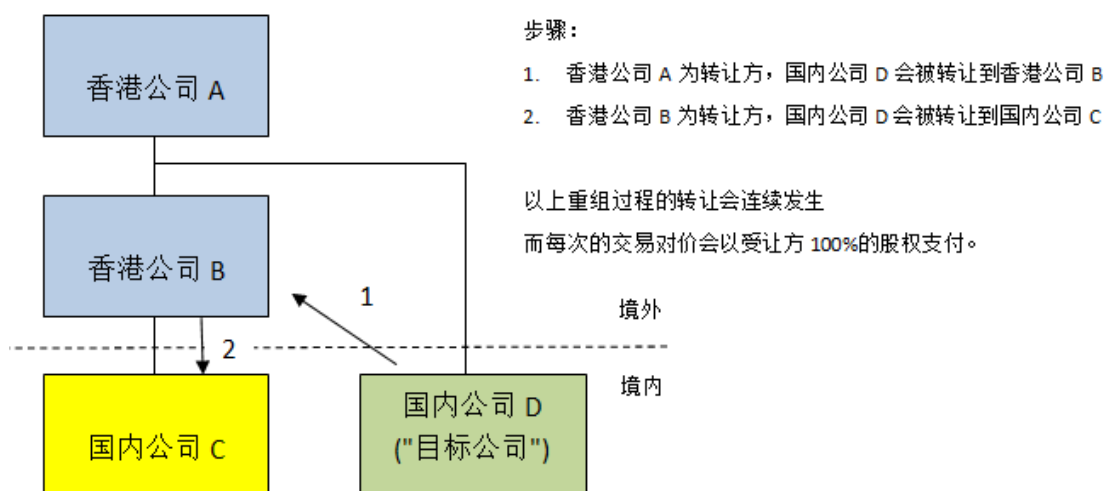 香港公司 A
香港公司 B
国内公司 C
国内公司 D
("目标公司")
1
2
步骤：
1. 香港公司 A 为转让方，国内公司 D 会被转让到香港公司 B
2. 香港公司 B 为转让方，国内公司 D 会被转让到国内公司 C
以上重组过程的转让会连续发生
而每次的交易对价会以受让方 100%的股权支付。
境外
境内